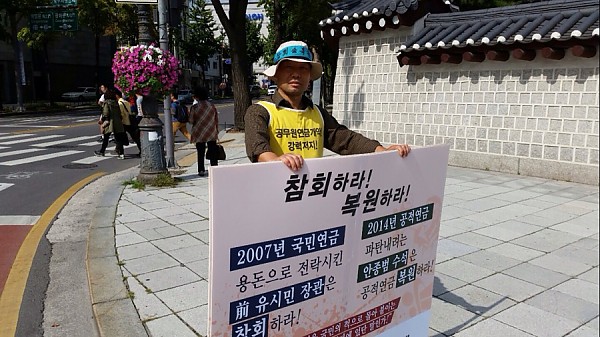 공무원연금개악
강력저지!
참회하라!
복원하라!
2007년 국민연금
용돈으로 전락시킨
前 유시민 장관은
참회하라!
2014년 공적연금
파탄내려는
안종범 수석은
공적연금복원하라!